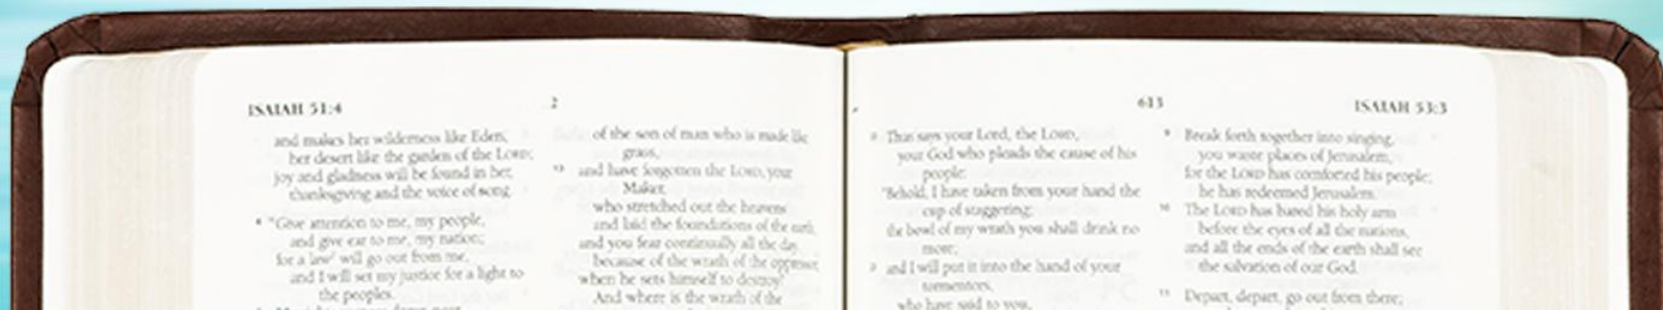 ISAIAH 51:4
and makes her wilderness like Eden,
her desert like the garden of the LORD;
joy and gladness will be found in her,
thanksgiving and the voice of song.
4 "Give attention to me, my people,
and give ear to me, my nation;
for a law will go out from me,
and I will set my justice for a light to
the peoples.
2
of the son of man who is made like
grass,
13 and have forgotten the LORD, your
Maker,
who stretched out the heavens
and laid the foundations of the earth,
and you fear continually all the day
because of the wrath of the oppressor,
when he sets himself to destroy?
And where is the wrath of the
613
ISAIAH 53:3
Thus says your Lord, the LORD,
your God who pleads the cause of his
people:
"Behold, I have taken from your hand the
cup of staggering;
the bowl of my wrath you shall drink no
more;
and I will put it into the hand of your
tormentors,
who have said to you,
9 Break forth together into singing,
you waste places of Jerusalem,
for the LORD has comforted his people;
he has redeemed Jerusalem.
10 The LORD has bared his holy arm
before the eyes of all the nations,
and all the ends of the earth shall see
the salvation of our God.
11 Depart, depart, go out from there;